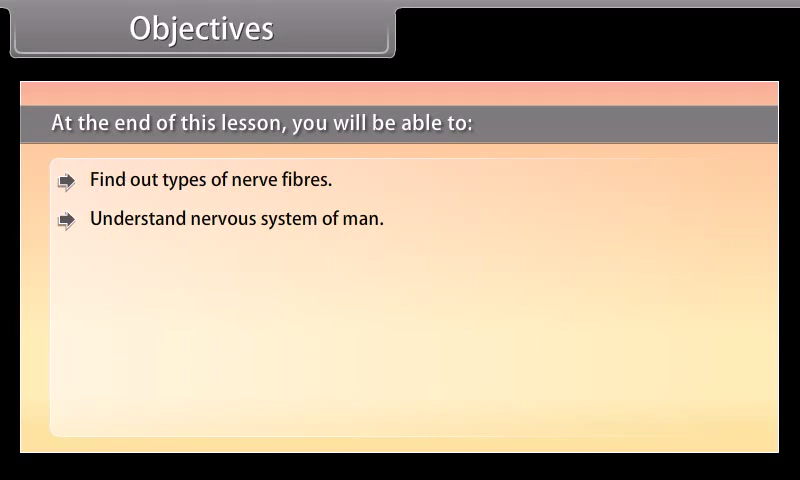 Objectives
At the end of this lesson, you will be able to:
Find out types of nerve fibres.
Understand nervous system of man.